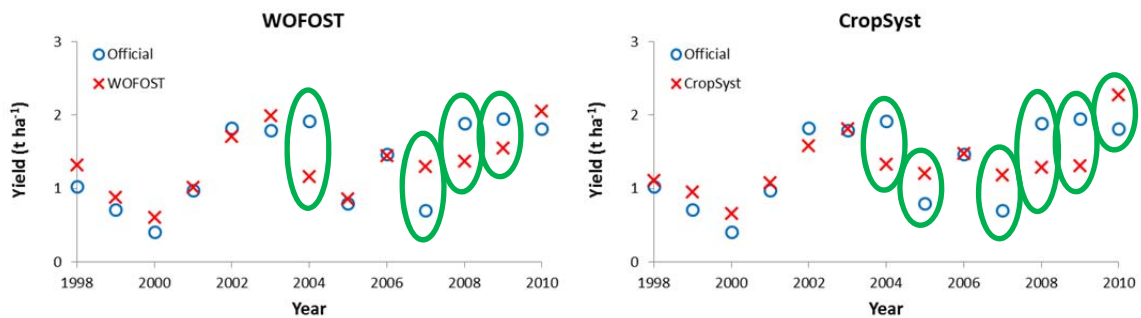 WOFOST
3
2
1
0
Yield (t ha⁻¹)
Official
WOFOST
1998 2000 2002 2004 2006 2008 2010
Year
CropSyst
3
2
1
0
Yield (t ha⁻¹)
Official
CropSyst
1998 2000 2002 2004 2006 2008 2010
Year